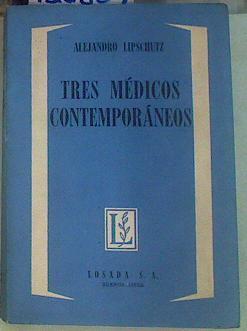 ALEJANDRO LIPSCHUTZ
TRES MÉDICOS
CONTEMPORÁNEOS
L
LOSADA S. A.
BUENOS AIRES